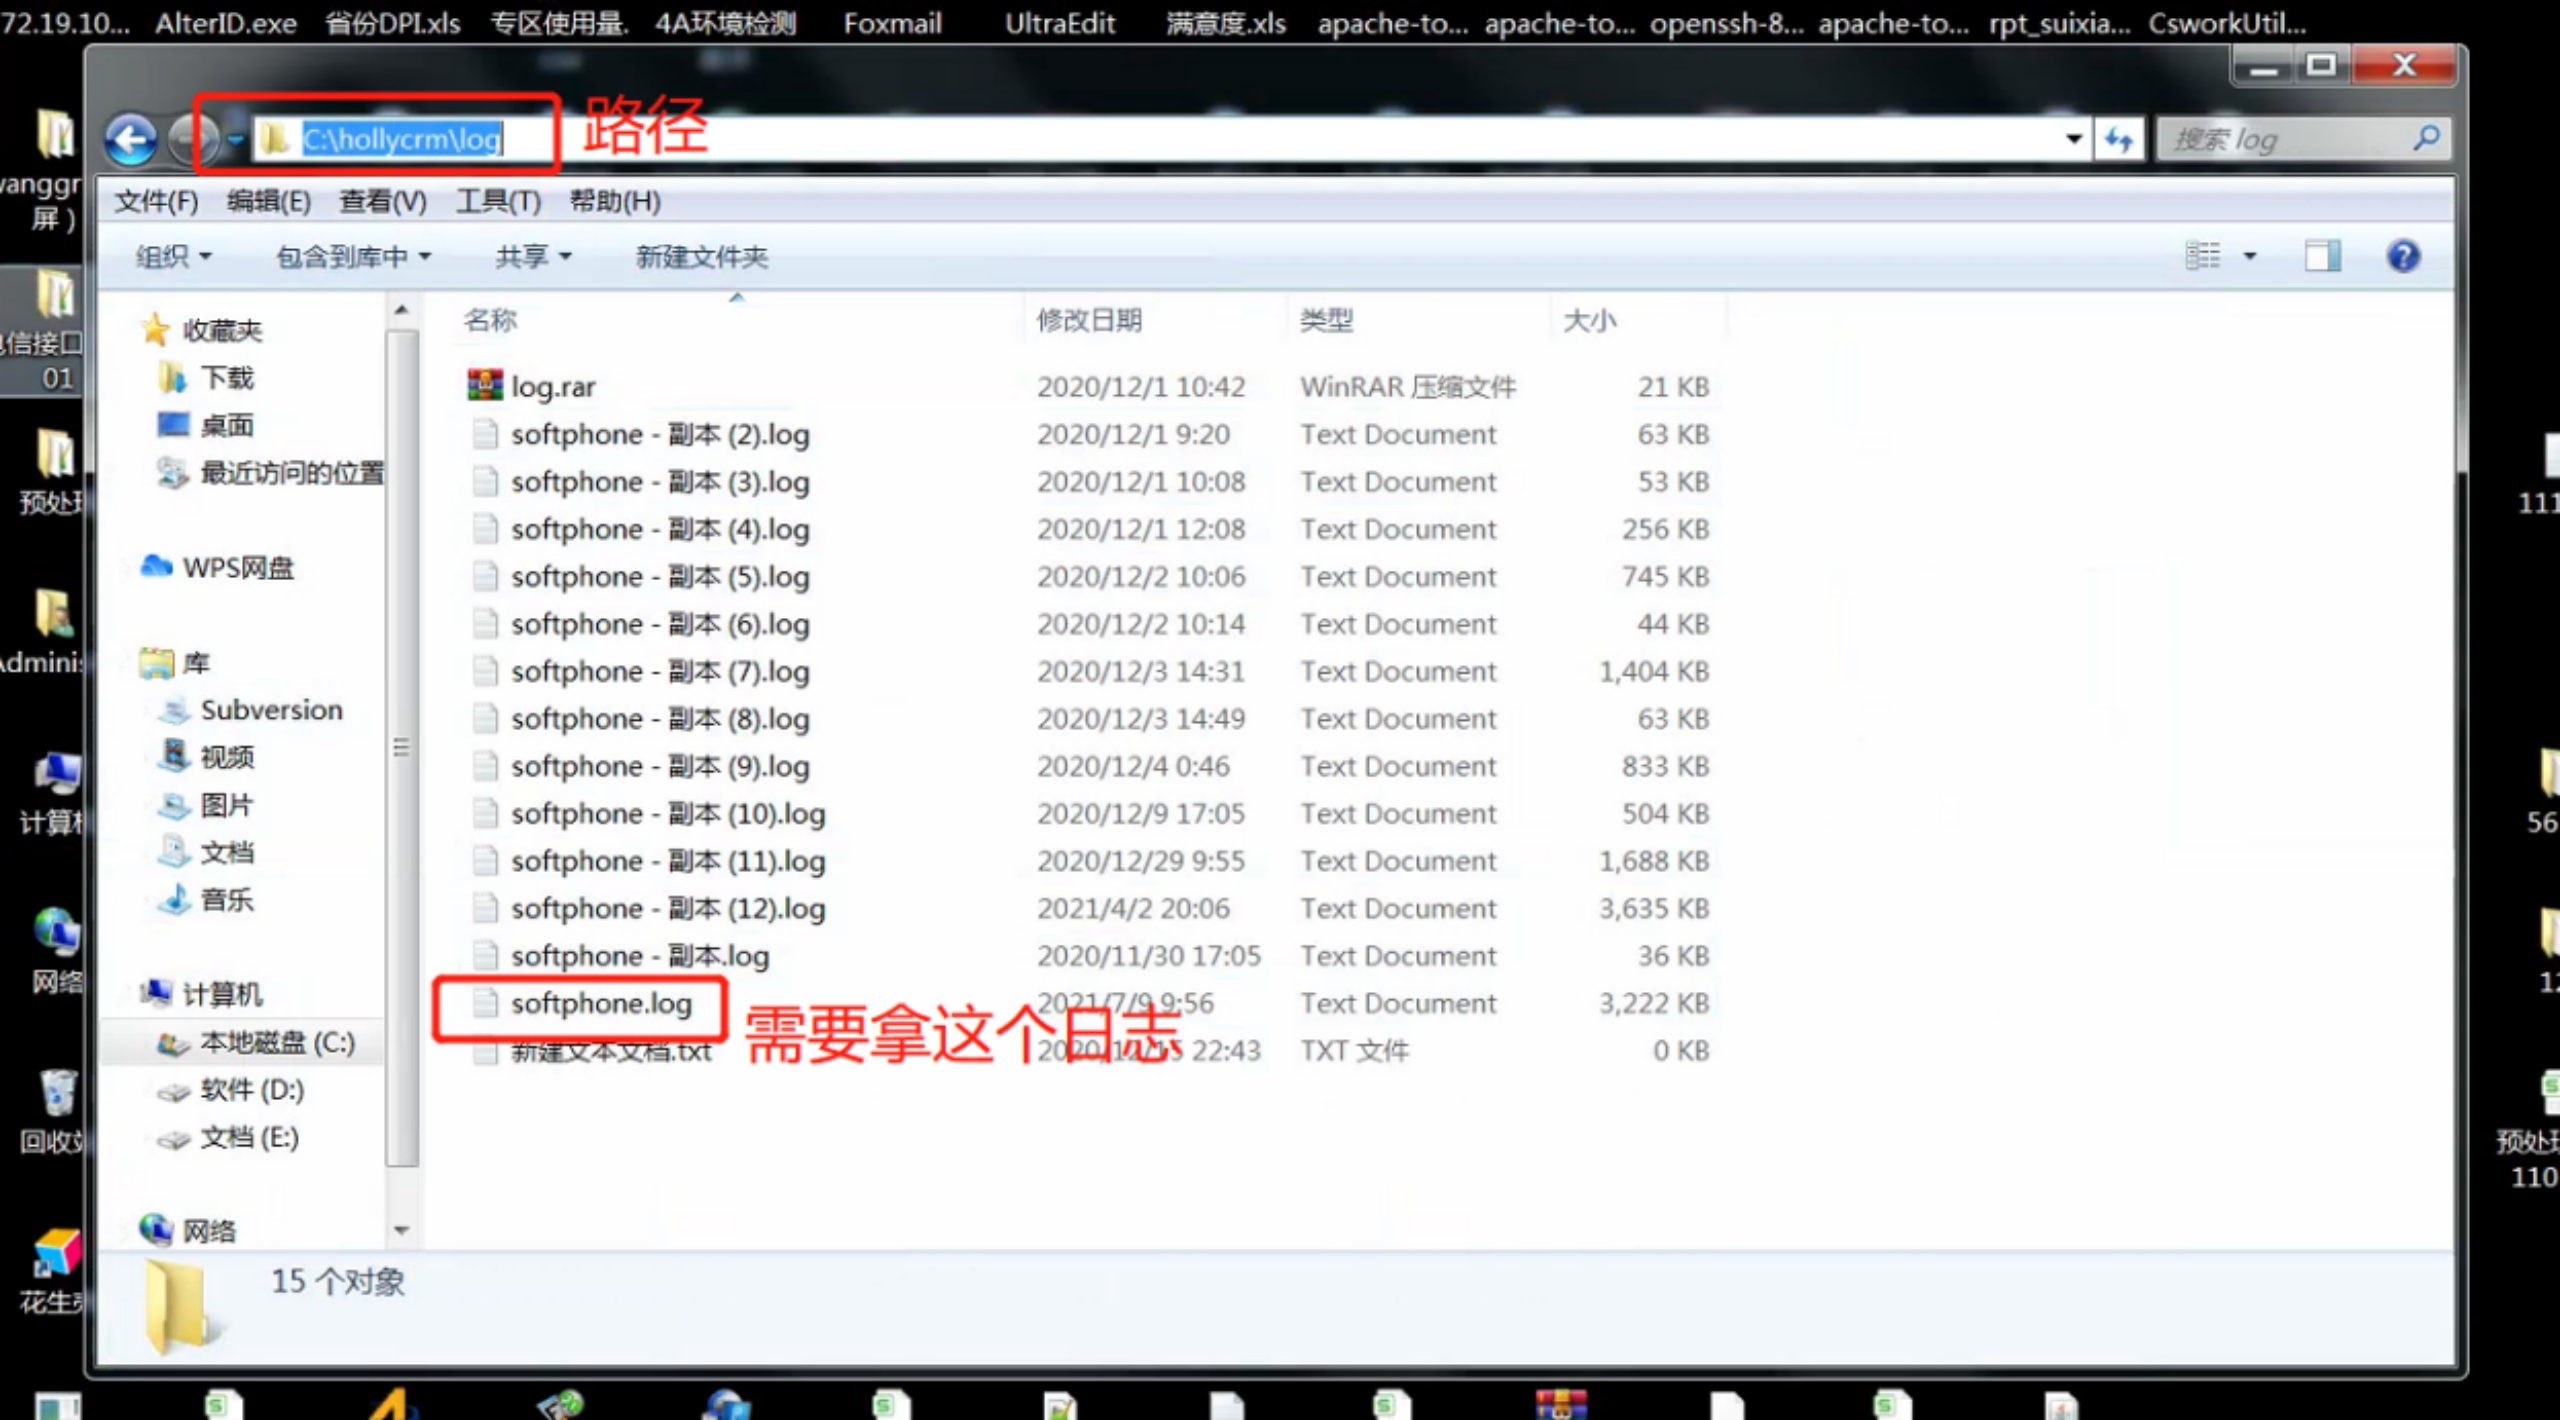 72.19.10... AlterID.exe 省份DPI.xls 专区使用量. 4A环境检测 Foxmail UltraEdit 满意度.xls apache-to... apache-to... openssh-8... apache-to... rpt_suixia... CsworkUtil...
C:\hollycrm\log 路径 搜索 log
文件(F) 编辑(E) 查看(V) 工具(T) 帮助(H)
组织 包含到库中 共享 新建文件夹
名称 修改日期 类型 大小
log.rar 2020/12/1 10:42 WinRAR 压缩文件 21 KB
softphone - 副本 (2).log 2020/12/1 9:20 Text Document 63 KB
softphone - 副本 (3).log 2020/12/1 10:08 Text Document 53 KB
softphone - 副本 (4).log 2020/12/1 12:08 Text Document 256 KB
softphone - 副本 (5).log 2020/12/2 10:06 Text Document 745 KB
softphone - 副本 (6).log 2020/12/2 10:14 Text Document 44 KB
softphone - 副本 (7).log 2020/12/3 14:31 Text Document 1,404 KB
softphone - 副本 (8).log 2020/12/3 14:49 Text Document 63 KB
softphone - 副本 (9).log 2020/12/4 0:46 Text Document 833 KB
softphone - 副本 (10).log 2020/12/9 17:05 Text Document 504 KB
softphone - 副本 (11).log 2020/12/29 9:55 Text Document 1,688 KB
softphone - 副本 (12).log 2021/4/2 20:06 Text Document 3,635 KB
softphone - 副本.log 2020/11/30 17:05 Text Document 36 KB
softphone.log 2021/7/9 9:56 Text Document 3,222 KB
需要拿这个日志
新建文本文档.txt 22:43 TXT 文件 0 KB
收藏夹
下载
桌面
最近访问的位置
WPS网盘
库
Subversion
视频
图片
文档
音乐
计算机
本地磁盘 (C:)
软件 (D:)
文档 (E:)
网络
15 个对象
屏)
信接口
01
预处
计算
网络
回收
花生
111
56
12
预处
110